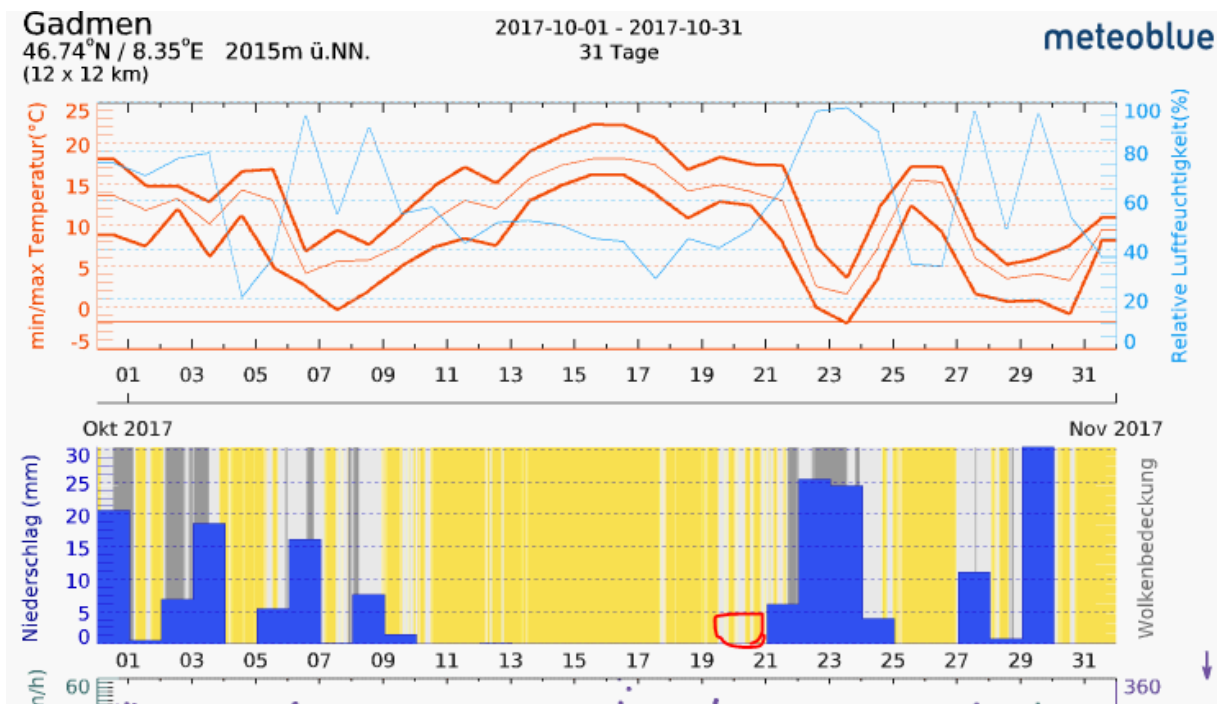 Gadmen
46.74°N / 8.35°E 2015m ü.NN.
(12 x 12 km)
2017-10-01 - 2017-10-31
31 Tage
meteoblue
min/max Temperatur(°C)
25
20
15
10
5
0
-5
100
80
60
40
20
0
Relative Luftfeuchtigkeit(%)
01 03 05 07 09 11 13 15 17 19 21 23 25 27 29 31
Okt 2017 Nov 2017
Niederschlag (mm)
30
25
20
15
10
5
0
Wolkenbedeckung
01 03 05 07 09 11 13 15 17 19 21 23 25 27 29 31
60
360